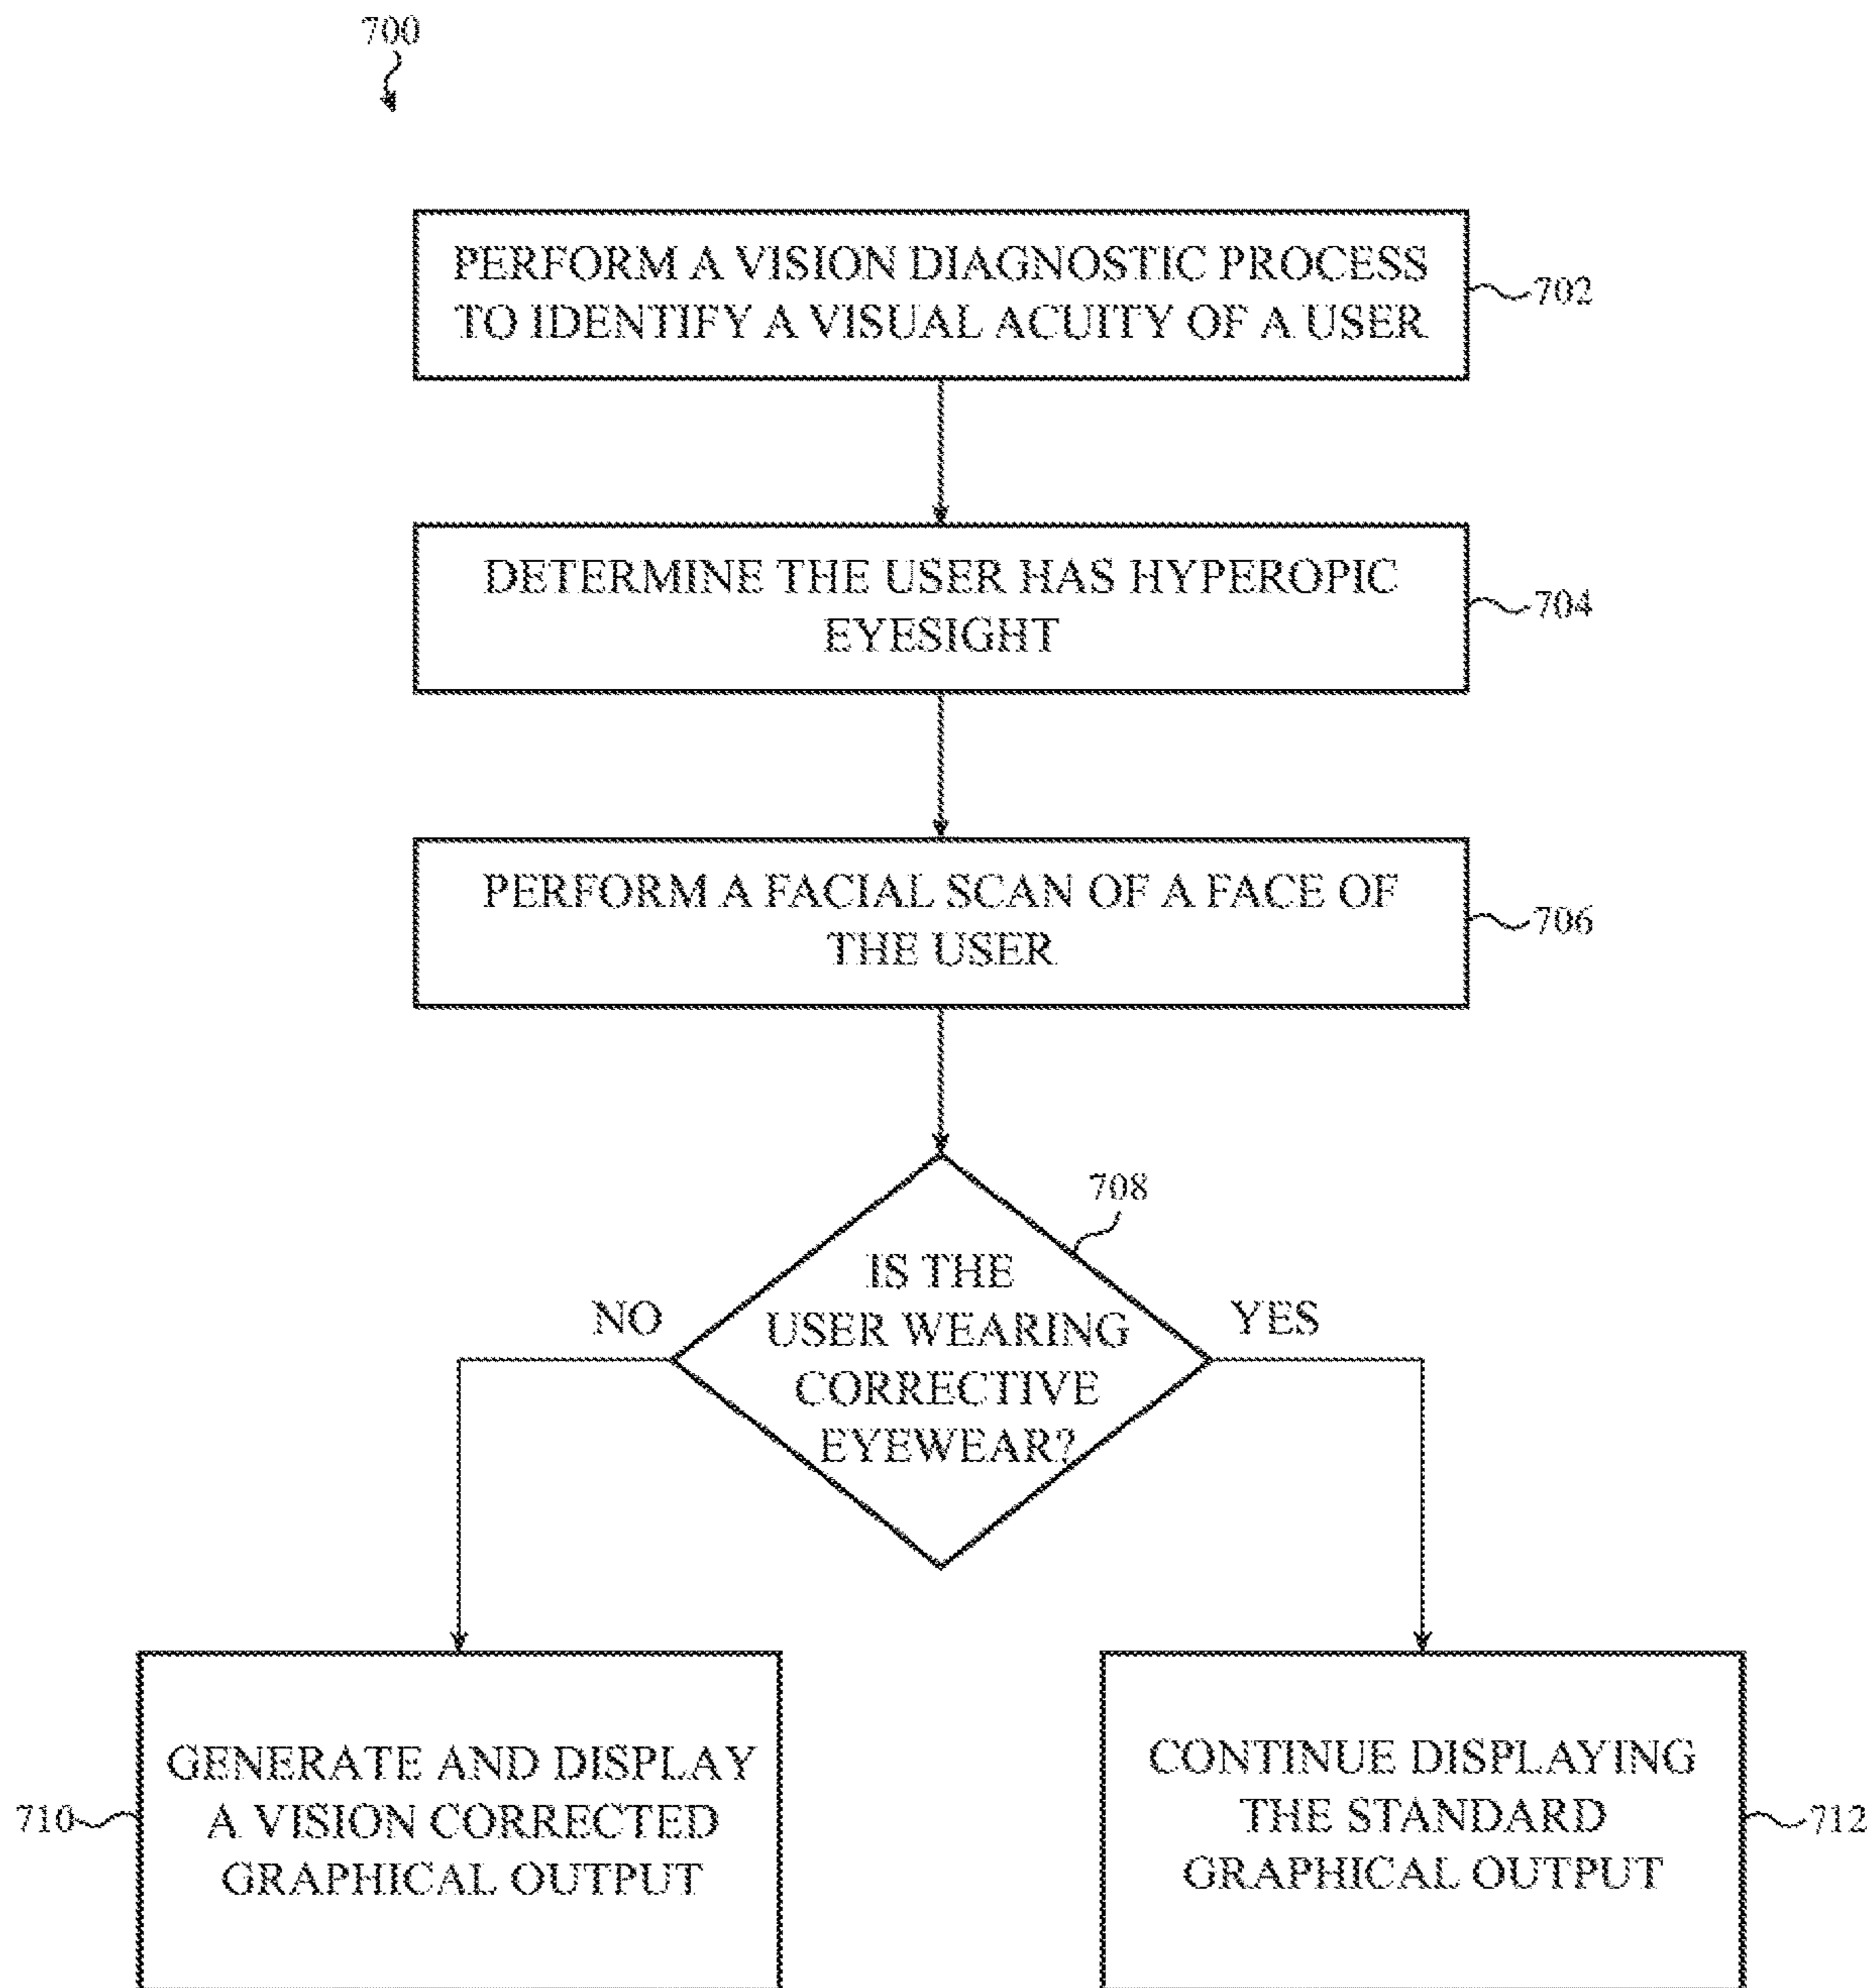 700
PERFORM A VISION DIAGNOSTIC PROCESS
TO IDENTIFY A VISUAL ACUITY OF A USER
702
DETERMINE THE USER HAS HYPEROPIC
EYESIGHT
704
PERFORM A FACIAL SCAN OF A FACE OF
THE USER
706
708
IS THE
USER WEARING
CORRECTIVE
EYEWEAR?
NO
YES
GENERATE AND DISPLAY
A VISION CORRECTED
GRAPHICAL OUTPUT
710
CONTINUE DISPLAYING
THE STANDARD
GRAPHICAL OUTPUT
712